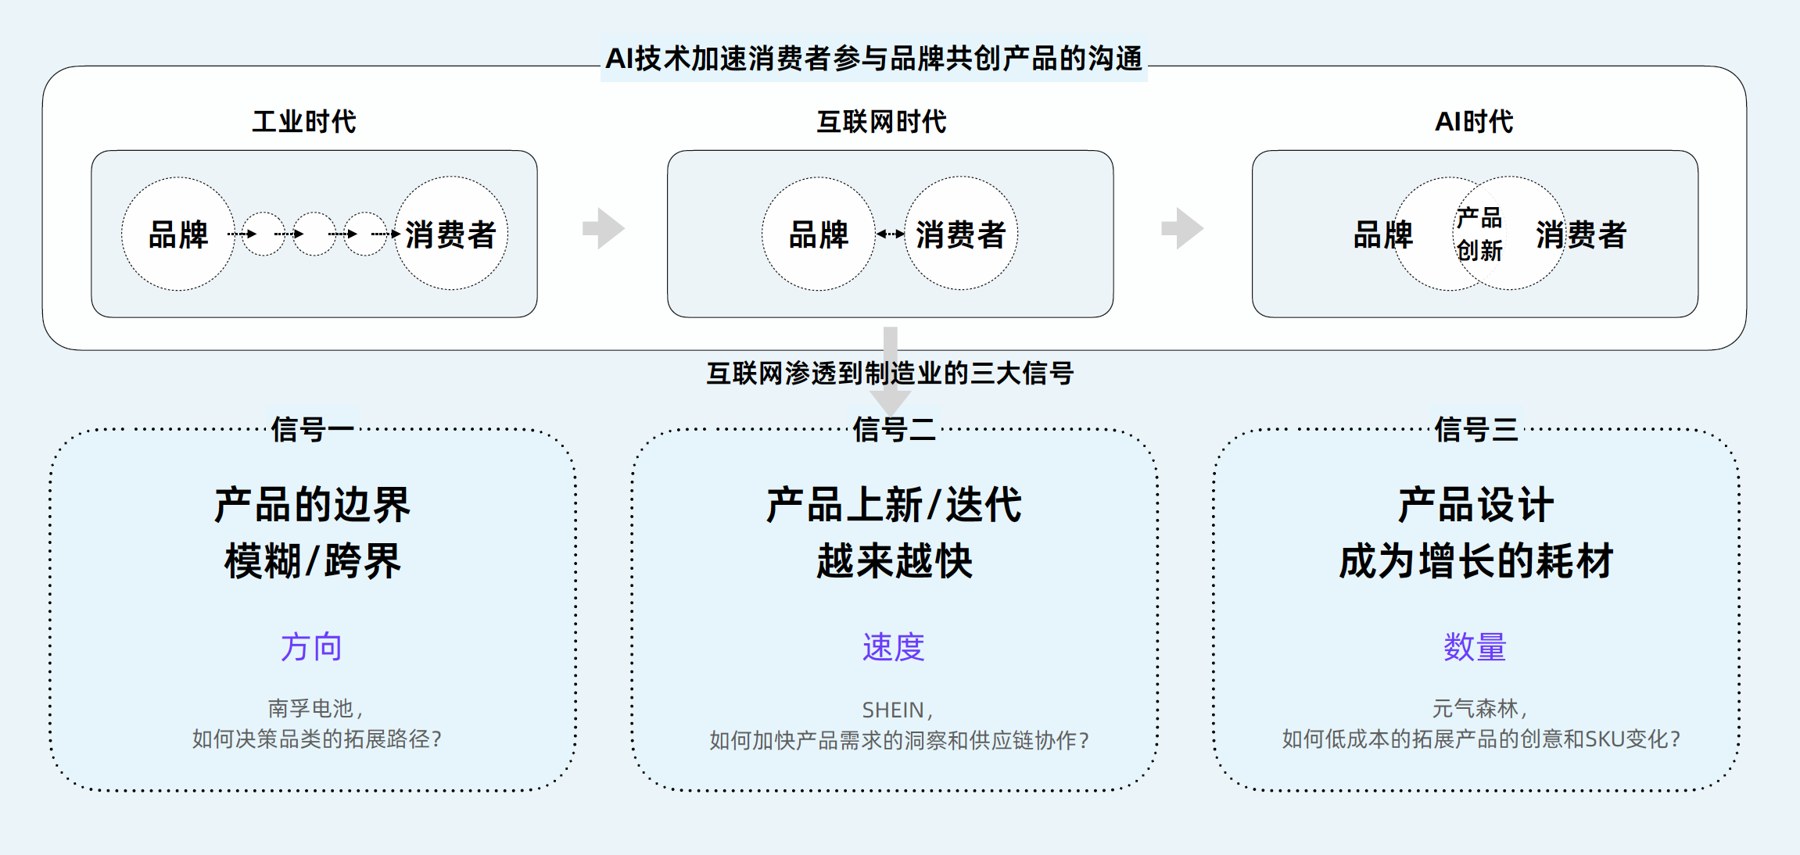 AI技术加速消费者参与品牌共创产品的沟通
工业时代
互联网时代
AI时代
品牌
消费者
品牌
消费者
品牌
产品
创新
消费者
互联网渗透到制造业的三大信号
信号一
产品的边界
模糊/跨界
方向
南孚电池，
如何决策品类的拓展路径？
信号二
产品上新/迭代
越来越快
速度
SHEIN，
如何加快产品需求的洞察和供应链协作？
信号三
产品设计
成为增长的耗材
数量
元气森林，
如何低成本的拓展产品的创意和SKU变化？